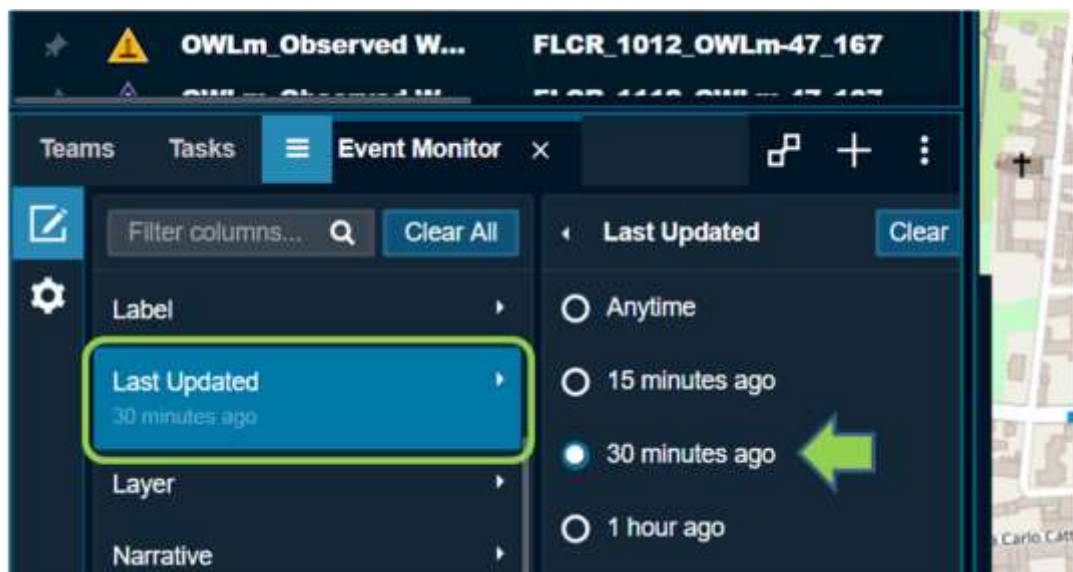 OWLm_Observed W... FLCR_1012_OWLm-47_167
Teams Tasks Event Monitor ×
Filter columns... Clear All
Label
Last Updated
30 minutes ago
Layer
Narrative
Last Updated Clear
Anytime
15 minutes ago
30 minutes ago
1 hour ago